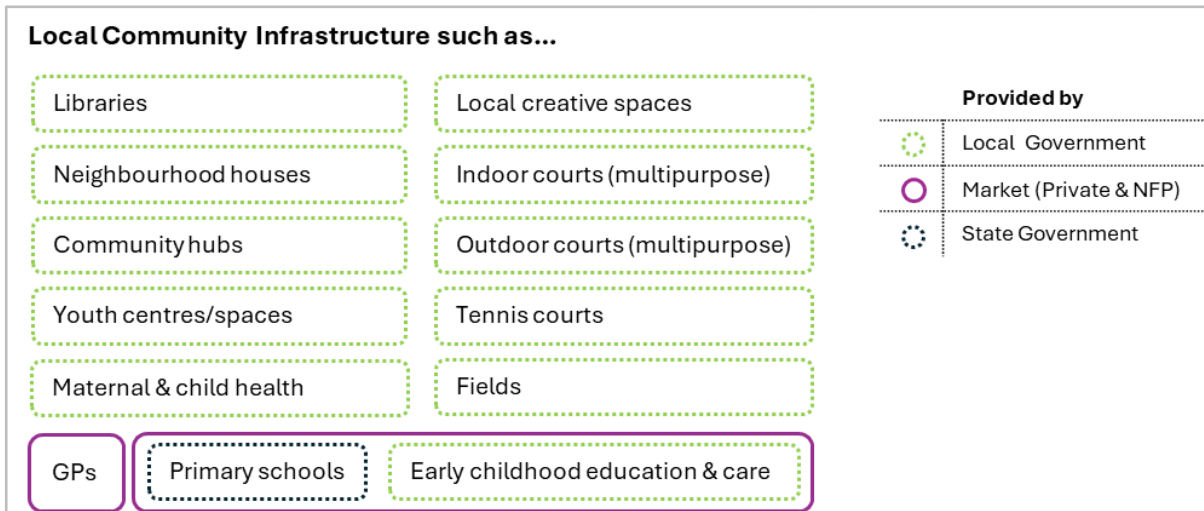 Local Community Infrastructure such as...
Libraries
Local creative spaces
Neighbourhood houses
Indoor courts (multipurpose)
Community hubs
Outdoor courts (multipurpose)
Youth centres/spaces
Tennis courts
Maternal & child health
Fields
GPs
Primary schools
Early childhood education & care
Provided by
Local Government
Market (Private & NFP)
State Government